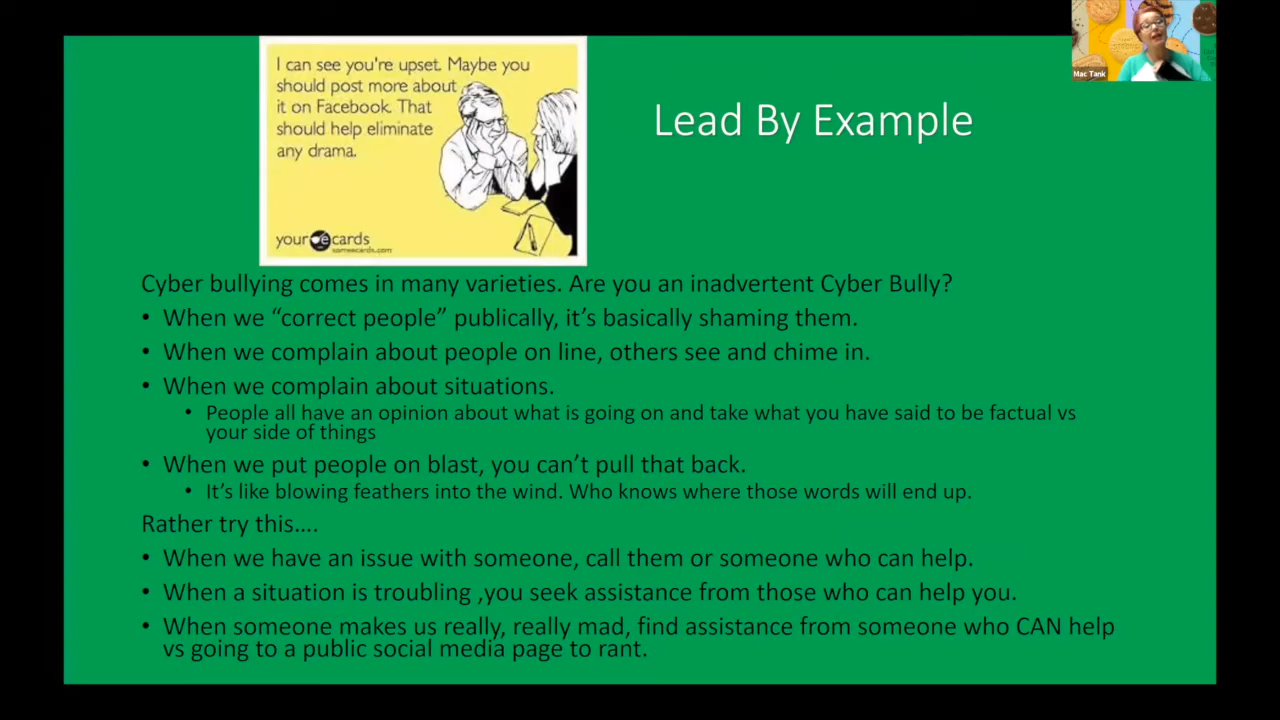 I can see you're upset. Maybe you
should post more about
it on Facebook. That
should help eliminate
any drama.
your e cards
someecards.com
Mac Tank
Lead By Example
Cyber bullying comes in many varieties. Are you an inadvertent Cyber Bully?
• When we “correct people” publically, it’s basically shaming them.
• When we complain about people on line, others see and chime in.
• When we complain about situations.
• People all have an opinion about what is going on and take what you have said to be factual vs
your side of things
• When we put people on blast, you can’t pull that back.
• It’s like blowing feathers into the wind. Who knows where those words will end up.
Rather try this….
• When we have an issue with someone, call them or someone who can help.
• When a situation is troubling ,you seek assistance from those who can help you.
• When someone makes us really, really mad, find assistance from someone who CAN help
vs going to a public social media page to rant.